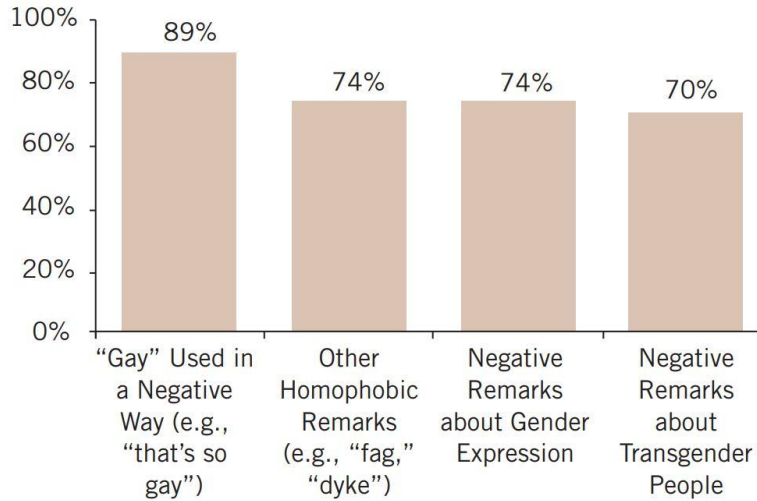 100%
80%
60%
40%
20%
0%
89%
74%
74%
70%
“Gay” Used in
a Negative
Way (e.g.,
“that’s so
gay”)
Other
Homophobic
Remarks
(e.g., “fag,”
“dyke”)
Negative
Remarks
about Gender
Expression
Negative
Remarks
about
Transgender
People